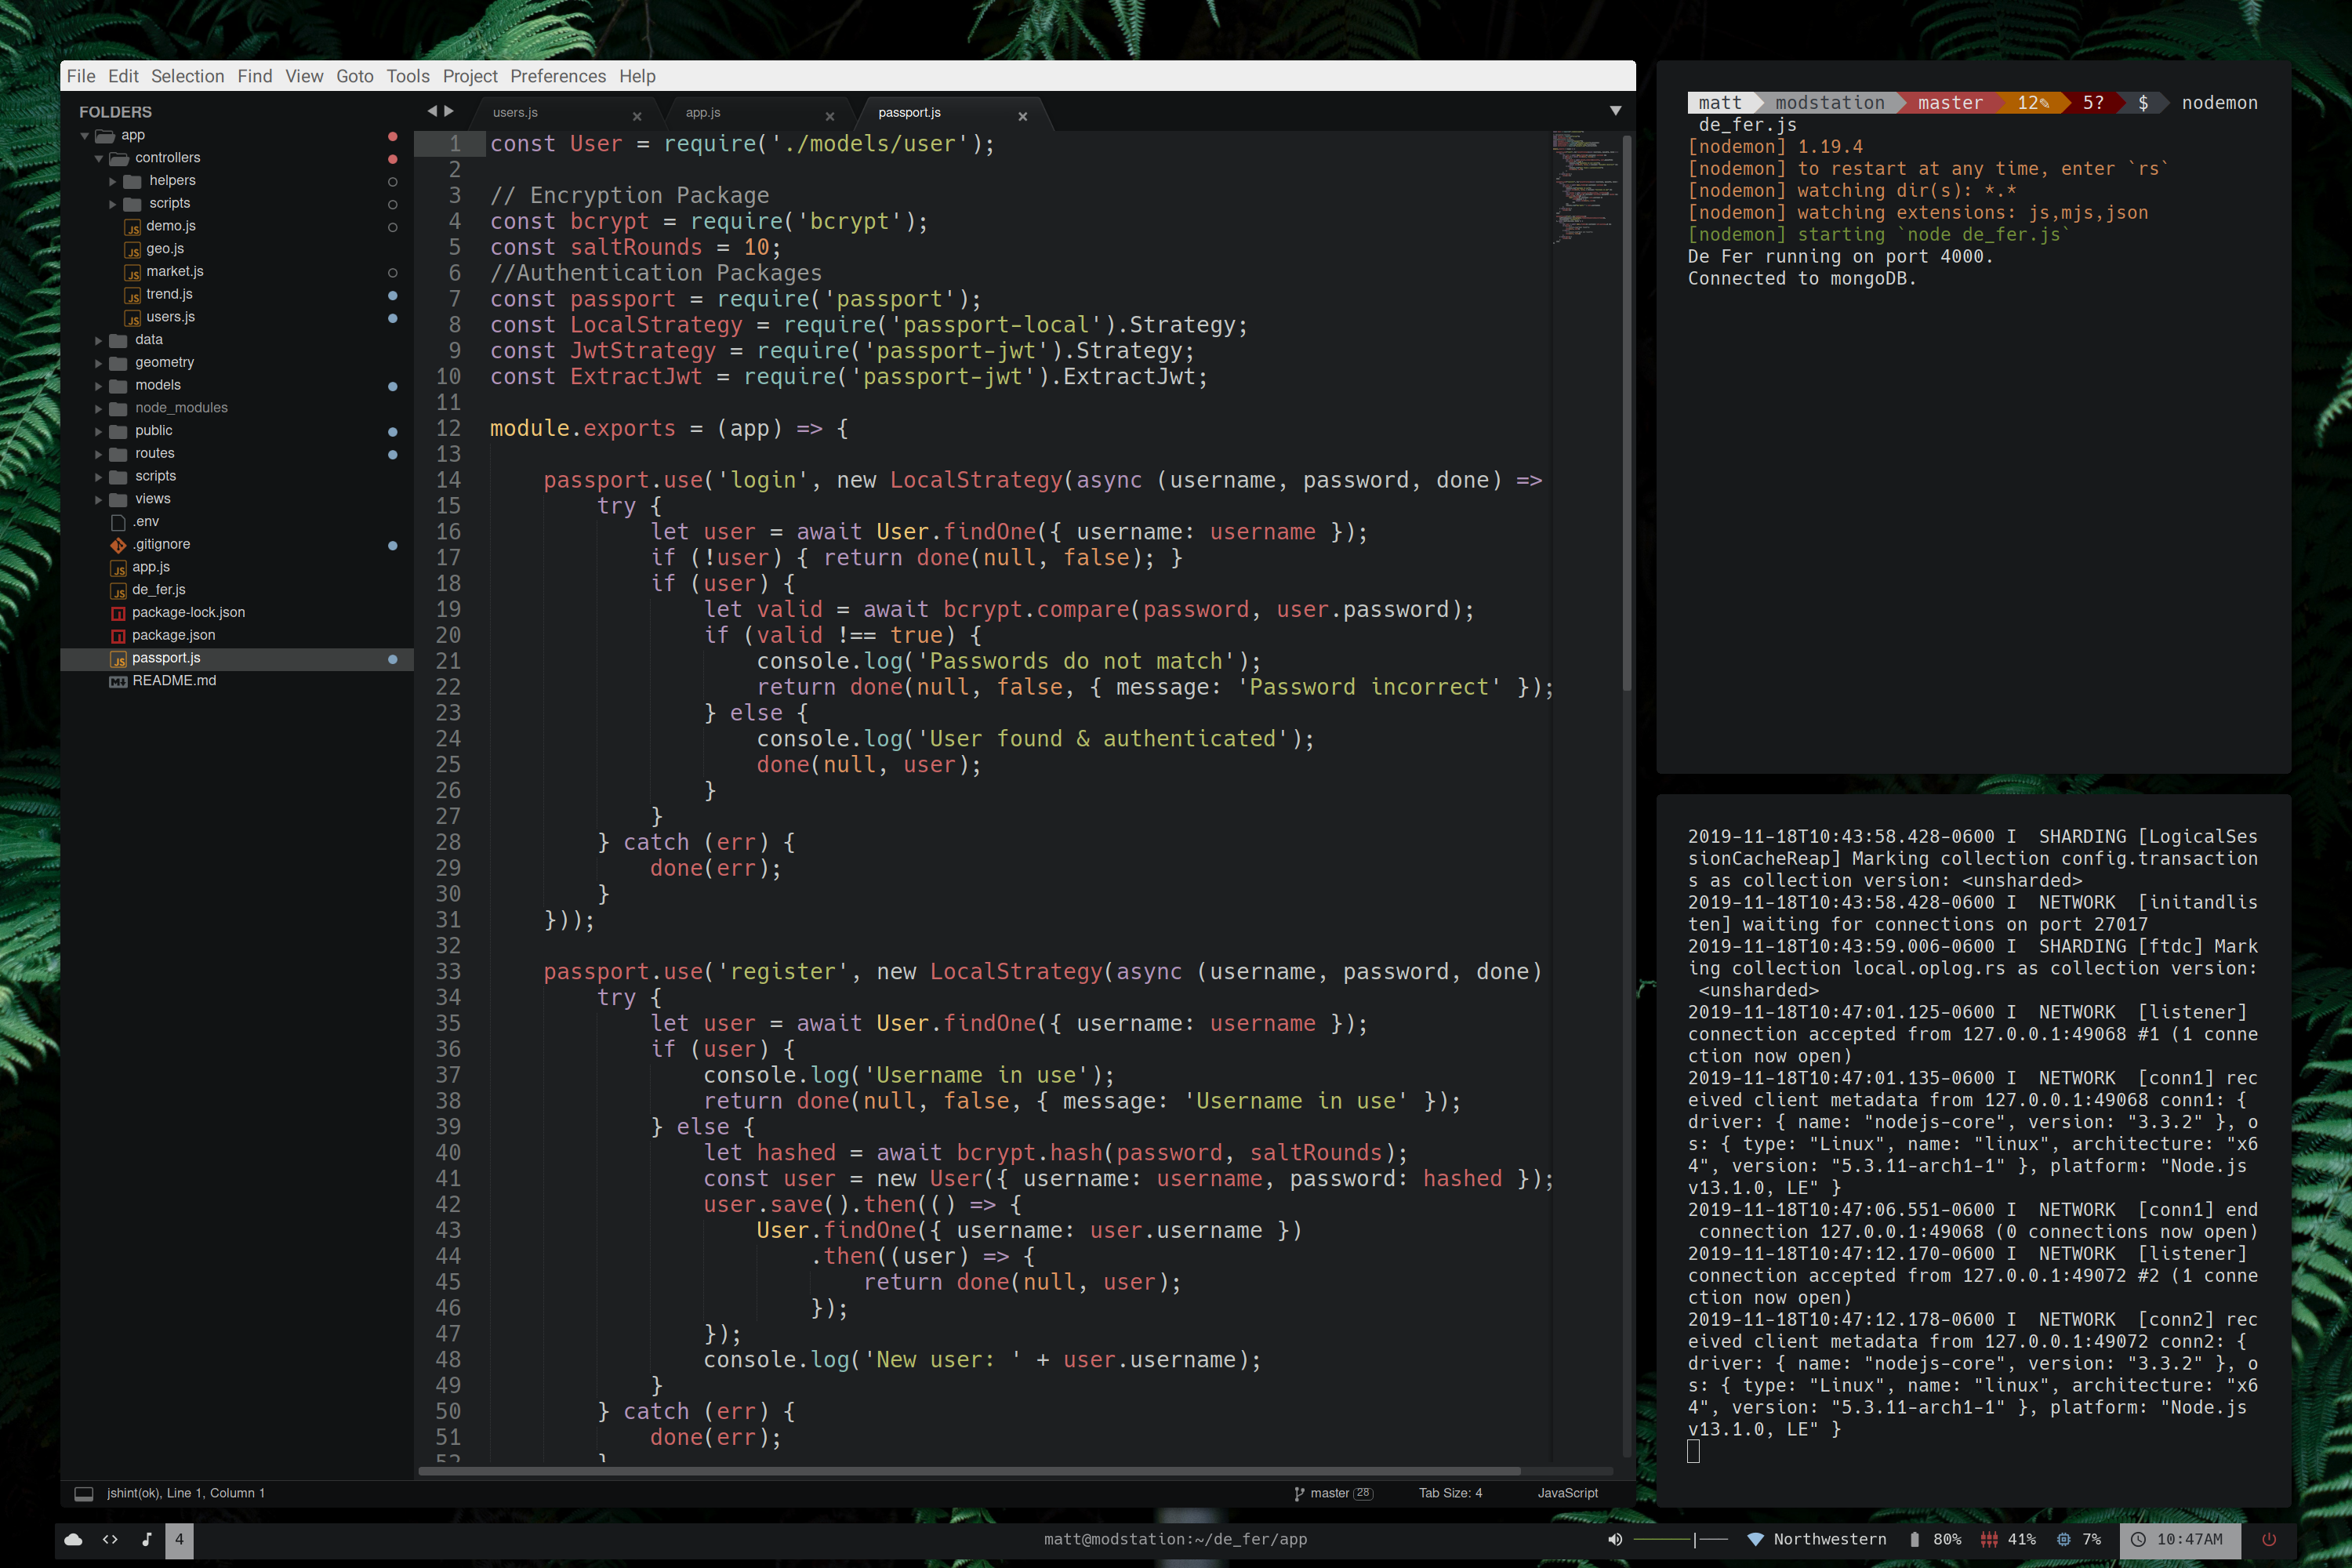 File Edit Selection Find View Goto Tools Project Preferences Help
FOLDERS
app
controllers
helpers
scripts
demo.js
geo.js
market.js
trend.js
users.js
data
geometry
models
node_modules
public
routes
scripts
views
.env
.gitignore
app.js
de_fer.js
package-lock.json
package.json
passport.js
README.md
users.js app.js passport.js
1 const User = require('./models/user');
2
3 // Encryption Package
4 const bcrypt = require('bcrypt');
5 const saltRounds = 10;
6 //Authentication Packages
7 const passport = require('passport');
8 const LocalStrategy = require('passport-local').Strategy;
9 const JwtStrategy = require('passport-jwt').Strategy;
10 const ExtractJwt = require('passport-jwt').ExtractJwt;
11
12 module.exports = (app) => {
13
14     passport.use('login', new LocalStrategy(async (username, password, done) =>
15         try {
16             let user = await User.findOne({ username: username });
17             if (!user) { return done(null, false); }
18             if (user) {
19                 let valid = await bcrypt.compare(password, user.password);
20                 if (valid !== true) {
21                     console.log('Passwords do not match');
22                     return done(null, false, { message: 'Password incorrect' });
23                 } else {
24                     console.log('User found & authenticated');
25                     done(null, user);
26                 }
27             }
28         } catch (err) {
29             done(err);
30         }
31     }));
32
33     passport.use('register', new LocalStrategy(async (username, password, done)
34         try {
35             let user = await User.findOne({ username: username });
36             if (user) {
37                 console.log('Username in use');
38                 return done(null, false, { message: 'Username in use' });
39             } else {
40                 let hashed = await bcrypt.hash(password, saltRounds);
41                 const user = new User({ username: username, password: hashed });
42                 user.save().then(() => {
43                     User.findOne({ username: user.username })
44                         .then((user) => {
45                             return done(null, user);
46                         });
47                 });
48                 console.log('New user: ' + user.username);
49             }
50         } catch (err) {
51             done(err);
52         }
jshint(ok), Line 1, Column 1
master 28 Tab Size: 4 JavaScript
matt modstation master 12✎ 5? $ nodemon
de_fer.js
[nodemon] 1.19.4
[nodemon] to restart at any time, enter `rs`
[nodemon] watching dir(s): *.*
[nodemon] watching extensions: js,mjs,json
[nodemon] starting `node de_fer.js`
De Fer running on port 4000.
Connected to mongoDB.
2019-11-18T10:43:58.428-0600 I  SHARDING [LogicalSes
sionCacheReap] Marking collection config.transaction
s as collection version: <unsharded>
2019-11-18T10:43:58.428-0600 I  NETWORK  [initandlis
ten] waiting for connections on port 27017
2019-11-18T10:43:59.006-0600 I  SHARDING [ftdc] Mark
ing collection local.oplog.rs as collection version:
 <unsharded>
2019-11-18T10:47:01.125-0600 I  NETWORK  [listener]
connection accepted from 127.0.0.1:49068 #1 (1 conne
ction now open)
2019-11-18T10:47:01.135-0600 I  NETWORK  [conn1] rec
eived client metadata from 127.0.0.1:49068 conn1: {
driver: { name: "nodejs-core", version: "3.3.2" }, o
s: { type: "Linux", name: "linux", architecture: "x6
4", version: "5.3.11-arch1-1" }, platform: "Node.js
v13.1.0, LE" }
2019-11-18T10:47:06.551-0600 I  NETWORK  [conn1] end
 connection 127.0.0.1:49068 (0 connections now open)
2019-11-18T10:47:12.170-0600 I  NETWORK  [listener]
connection accepted from 127.0.0.1:49072 #2 (1 conne
ction now open)
2019-11-18T10:47:12.178-0600 I  NETWORK  [conn2] rec
eived client metadata from 127.0.0.1:49072 conn2: {
driver: { name: "nodejs-core", version: "3.3.2" }, o
s: { type: "Linux", name: "linux", architecture: "x6
4", version: "5.3.11-arch1-1" }, platform: "Node.js
v13.1.0, LE" }
4 matt@modstation:~/de_fer/app Northwestern 80% 41% 7% 10:47AM